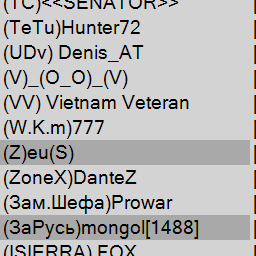 (TC)<<SENATOR>>
(TeTu)Hunter72
(UDv) Denis_AT
(V)_(O_O)_(V)
(VV) Vietnam Veteran
(W.K.m)777
(Z)eu(S)
(ZoneX)DanteZ
(Зам.Шефа)Prowar
(ЗаРусь)mongol[1488]
(ISIERRA) FOX